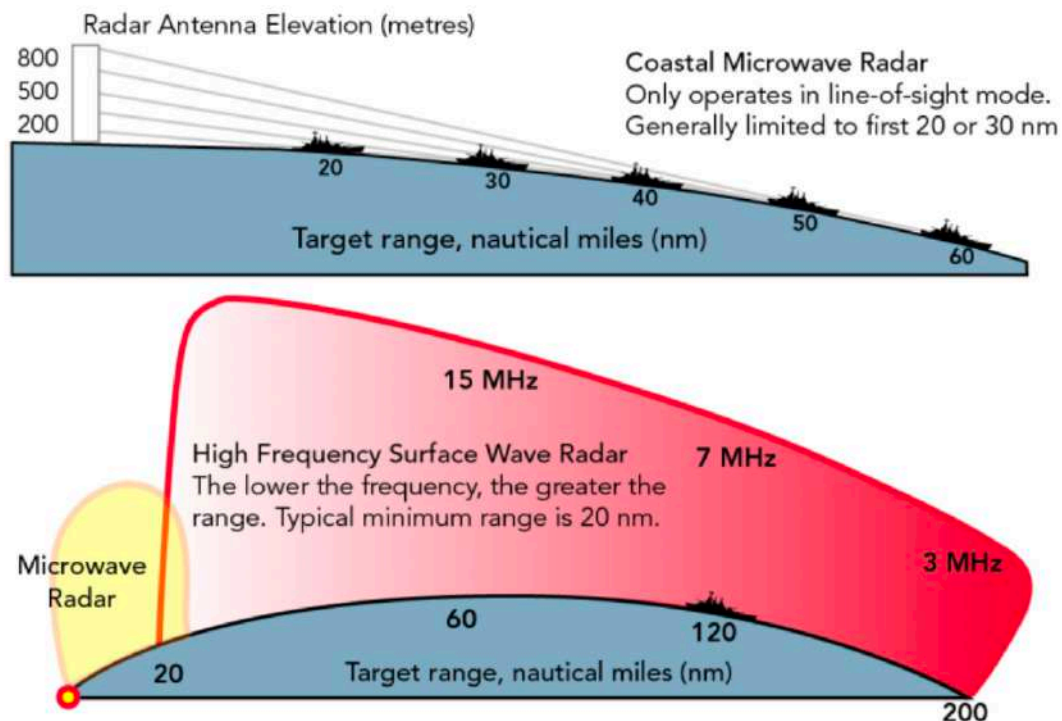 Radar Antenna Elevation (metres)
800
500
200
Coastal Microwave Radar
Only operates in line-of-sight mode.
Generally limited to first 20 or 30 nm
20
30
40
50
60
Target range, nautical miles (nm)
15 MHz
7 MHz
3 MHz
High Frequency Surface Wave Radar
The lower the frequency, the greater the
range. Typical minimum range is 20 nm.
Microwave
Radar
20
60
120
200
Target range, nautical miles (nm)